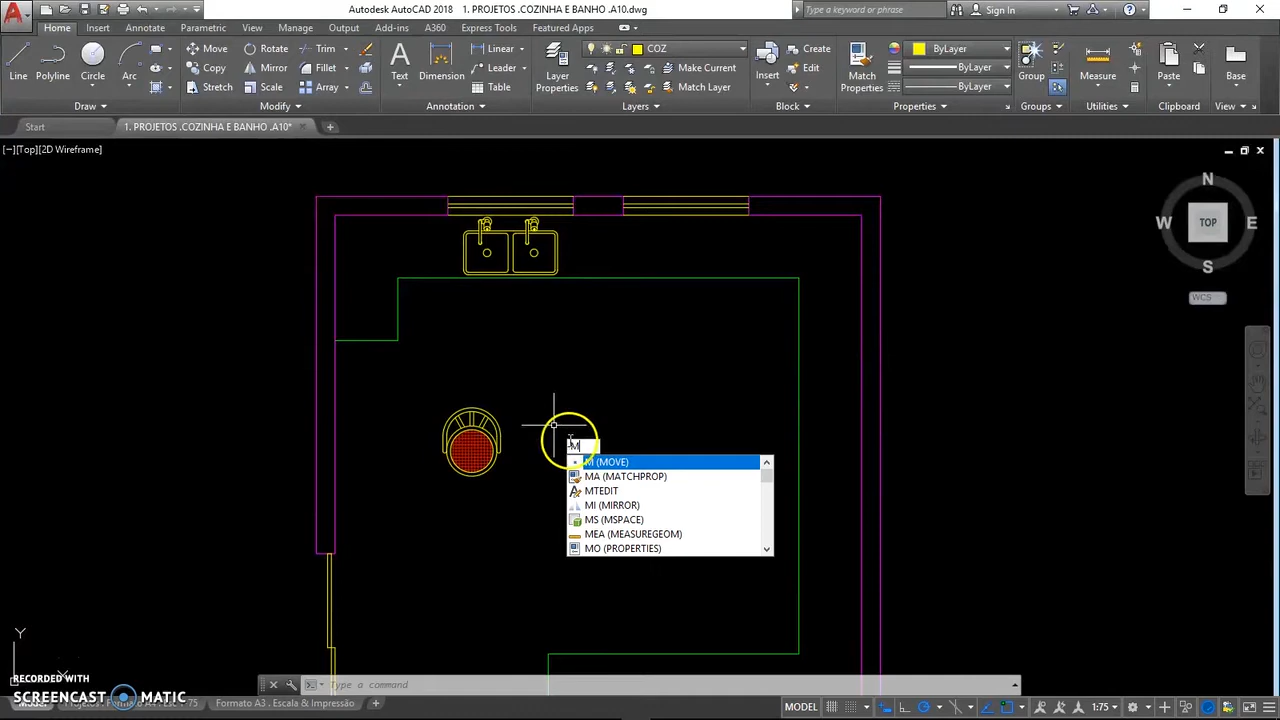 Autodesk AutoCAD 2018 1. PROJETOS .COZINHA E BANHO .A10.dwg
Type a keyword or phrase
Sign In
Home Insert Annotate Parametric View Manage Output Add-ins A360 Express Tools Featured Apps
Line
Polyline
Circle
Arc
Draw
Move Rotate Trim
Copy Mirror Fillet
Stretch Scale Array
Modify
Text
Dimension
Linear
Leader
Table
Annotation
Layer
Properties
COZ
Make Current
Match Layer
Layers
Insert
Create
Edit
Block
Match
Properties
ByLayer
ByLayer
ByLayer
Properties
Group
Groups
Measure
Utilities
Paste
Clipboard
Base
View
Start
1. PROJETOS .COZINHA E BANHO .A10*
[−][Top][2D Wireframe]
N
W TOP E
S
WCS
M
M (MOVE)
MA (MATCHPROP)
MTEDIT
MI (MIRROR)
MS (MSPACE)
MEA (MEASUREGEOM)
MO (PROPERTIES)
Y
X
RECORDED WITH
SCREENCAST MATIC
Type a command
Model
Formato A3 . Escala & Impressão
MODEL
1:75